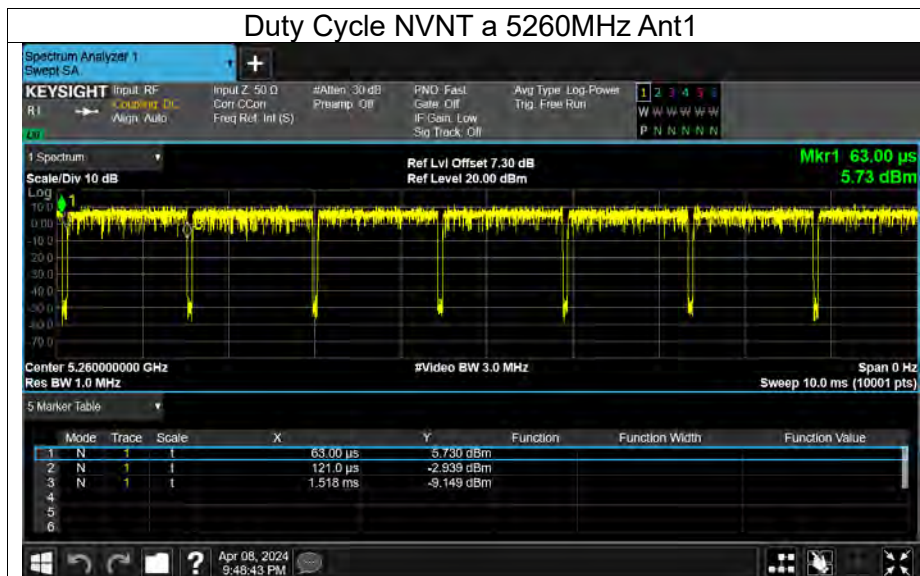 Duty Cycle NVNT a 5260MHz Ant1
Spectrum Analyzer 1
Swept SA
+
KEYSIGHT Input: RF Input Z: 50 Ω #Atten: 30 dB PNO: Fast Avg Type: Log-Power 1 2 3 4 5 6
Coupling: DC Corr CCorr Preamp: Off Gate: Off Trig: Free Run W W W W W W
Align: Auto Freq Ref: Int (S) IF Gain: Low P N N N N N
Sig Track: Off
1 Spectrum
Ref Lvl Offset 7.30 dB Mkr1 63.00 µs
Scale/Div 10 dB Ref Level 20.00 dBm 5.73 dBm
Log
1
10.0
0.00
-10.0
-20.0
-30.0
-40.0
-50.0
-60.0
-70.0
Center 5.260000000 GHz #Video BW 3.0 MHz Span 0 Hz
Res BW 1.0 MHz Sweep 10.0 ms (10001 pts)
5 Marker Table
Mode Trace Scale X Y Function Function Width Function Value
1 N 1 t 63.00 µs 5.730 dBm
2 N 1 t 121.0 µs -2.939 dBm
3 N 1 t 1.518 ms -9.149 dBm
4
5
6
? Apr 08, 2024
9:48:43 PM